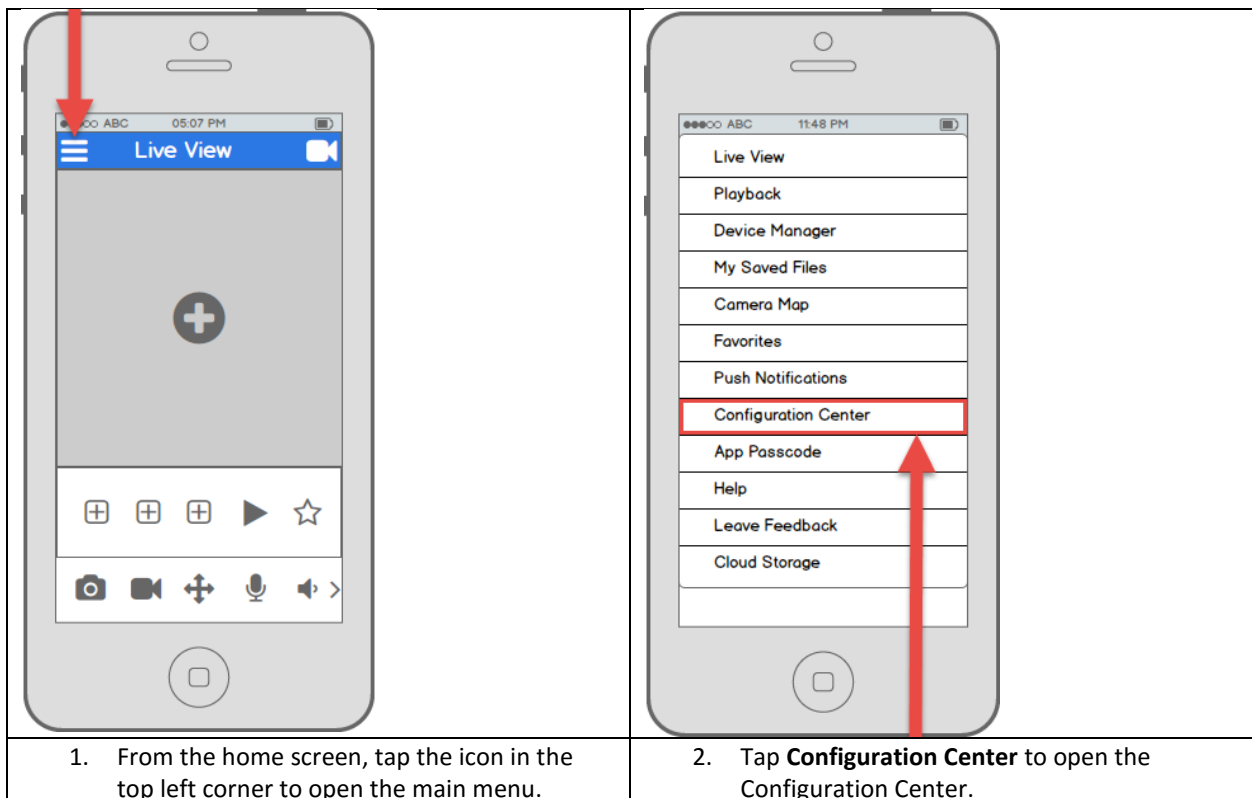 ABC 05:07 PM
Live View
1. From the home screen, tap the icon in the
top left corner to open the main menu.
ABC 11:48 PM
Live View
Playback
Device Manager
My Saved Files
Camera Map
Favorites
Push Notifications
Configuration Center
App Passcode
Help
Leave Feedback
Cloud Storage
2. Tap Configuration Center to open the
Configuration Center.